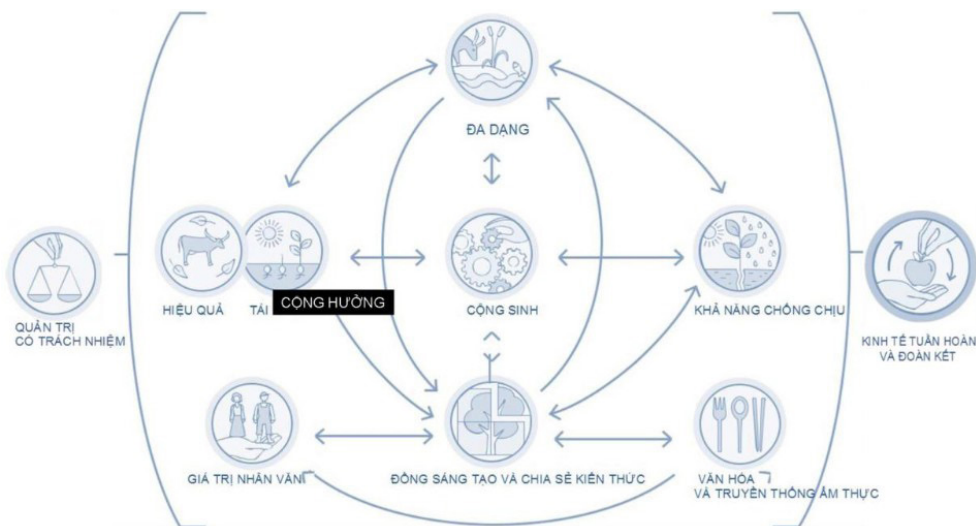 ĐA DẠNG
HIỆU QUẢ
TÁI
CỘNG HƯỞNG
CỘNG SINH
KHẢ NĂNG CHỐNG CHỊU
QUẢN TRỊ
CÓ TRÁCH NHIỆM
KINH TẾ TUẦN HOÀN
VÀ ĐOÀN KẾT
GIÁ TRỊ NHÂN VĂN
ĐỒNG SÁNG TẠO VÀ CHIA SẺ KIẾN THỨC
VĂN HÓA
VÀ TRUYỀN THỐNG ẨM THỰC